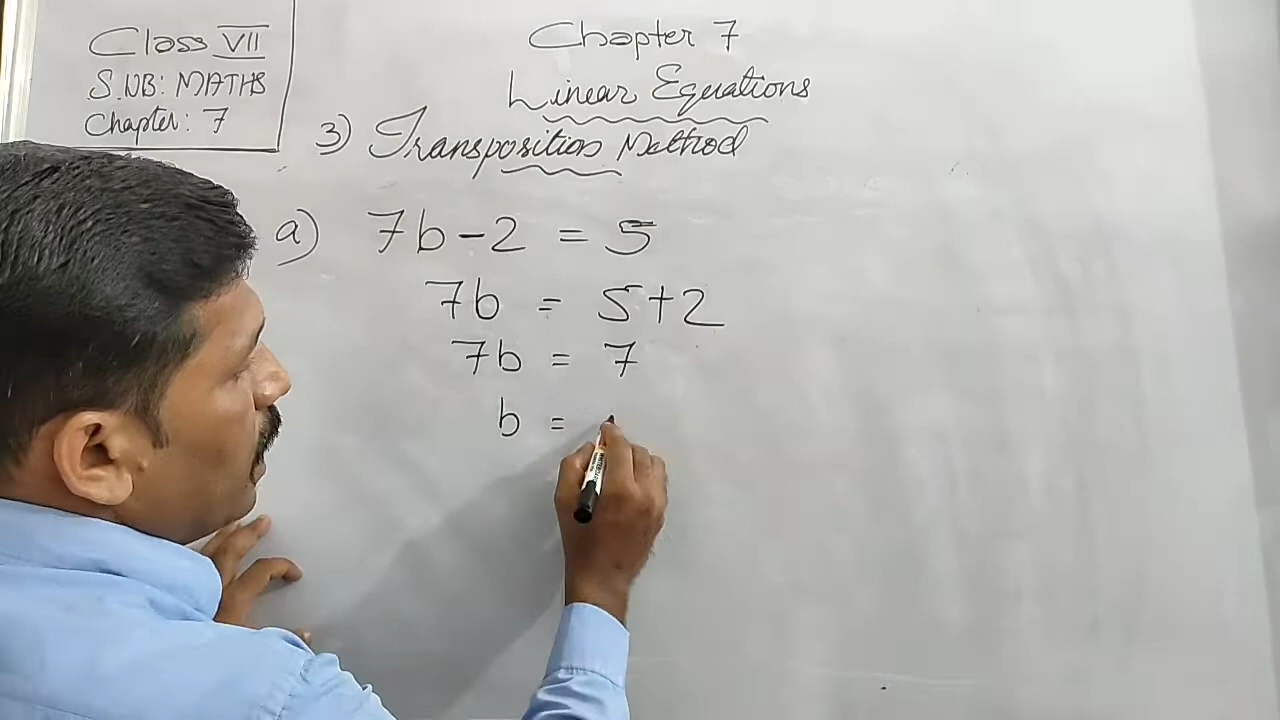 Class VII
S.UB: MATHS
Chapter: 7
Chapter 7
Linear Equations
3) Transposition Method
a) 7b - 2 = 5
7b = 5 + 2
7b = 7
b =